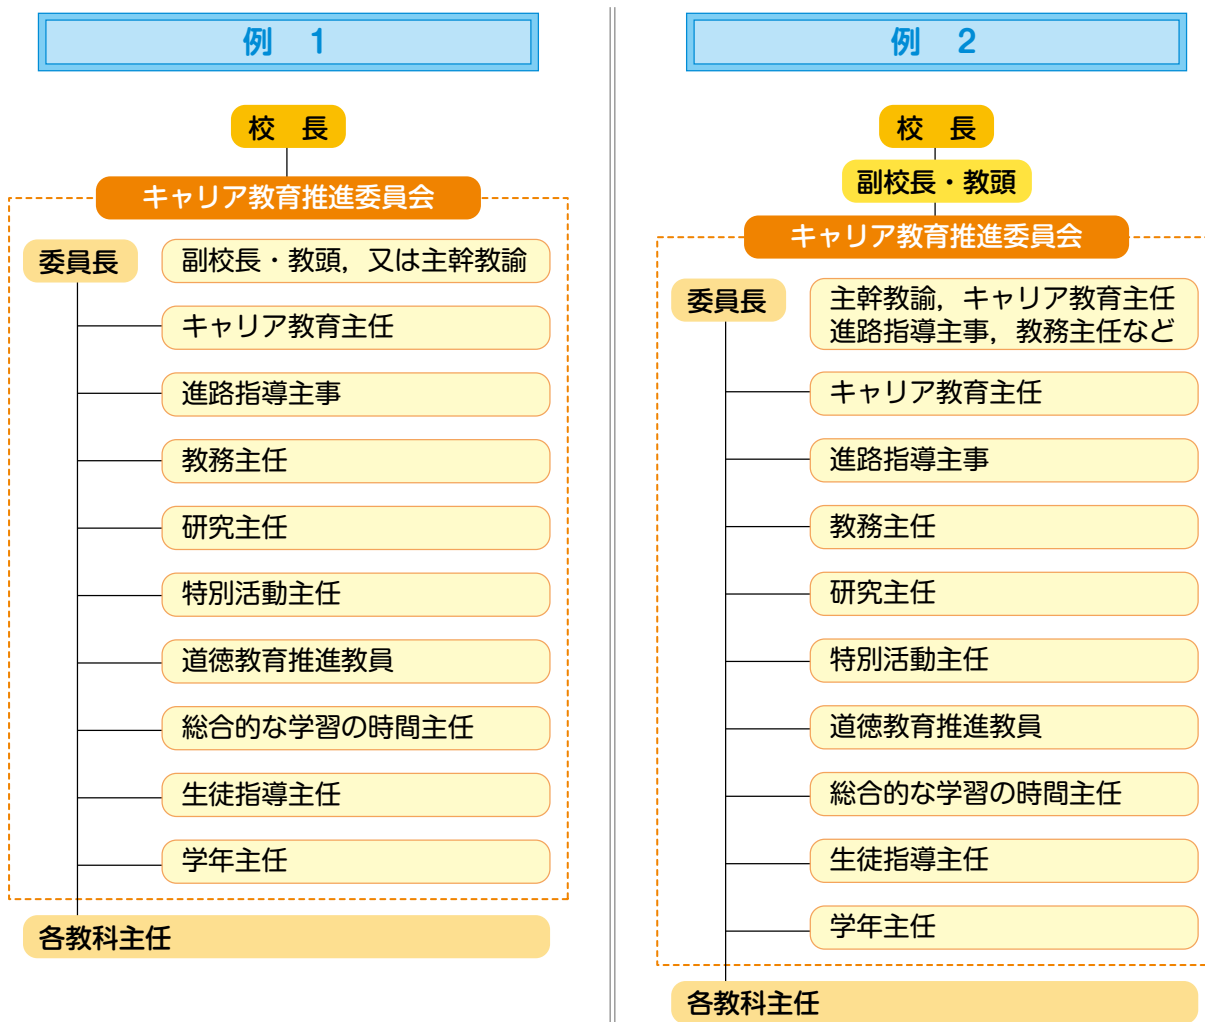 例　1
校　長
キャリア教育推進委員会
委員長
副校長・教頭，又は主幹教諭
キャリア教育主任
進路指導主事
教務主任
研究主任
特別活動主任
道徳教育推進教員
総合的な学習の時間主任
生徒指導主任
学年主任
各教科主任
例　2
校　長
副校長・教頭
キャリア教育推進委員会
委員長
主幹教諭，キャリア教育主任
進路指導主事，教務主任など
キャリア教育主任
進路指導主事
教務主任
研究主任
特別活動主任
道徳教育推進教員
総合的な学習の時間主任
生徒指導主任
学年主任
各教科主任